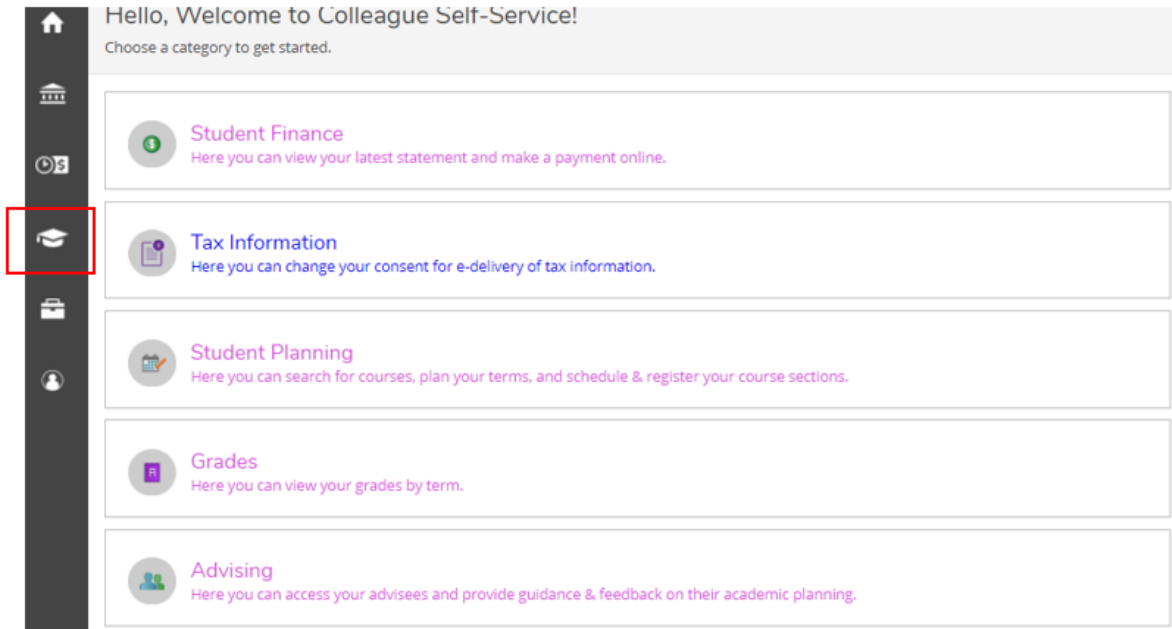 Hello, Welcome to Colleague Self-Service!
Choose a category to get started.
Student Finance
Here you can view your latest statement and make a payment online.
Tax Information
Here you can change your consent for e-delivery of tax information.
Student Planning
Here you can search for courses, plan your terms, and schedule & register your course sections.
Grades
Here you can view your grades by term.
Advising
Here you can access your advisees and provide guidance & feedback on their academic planning.